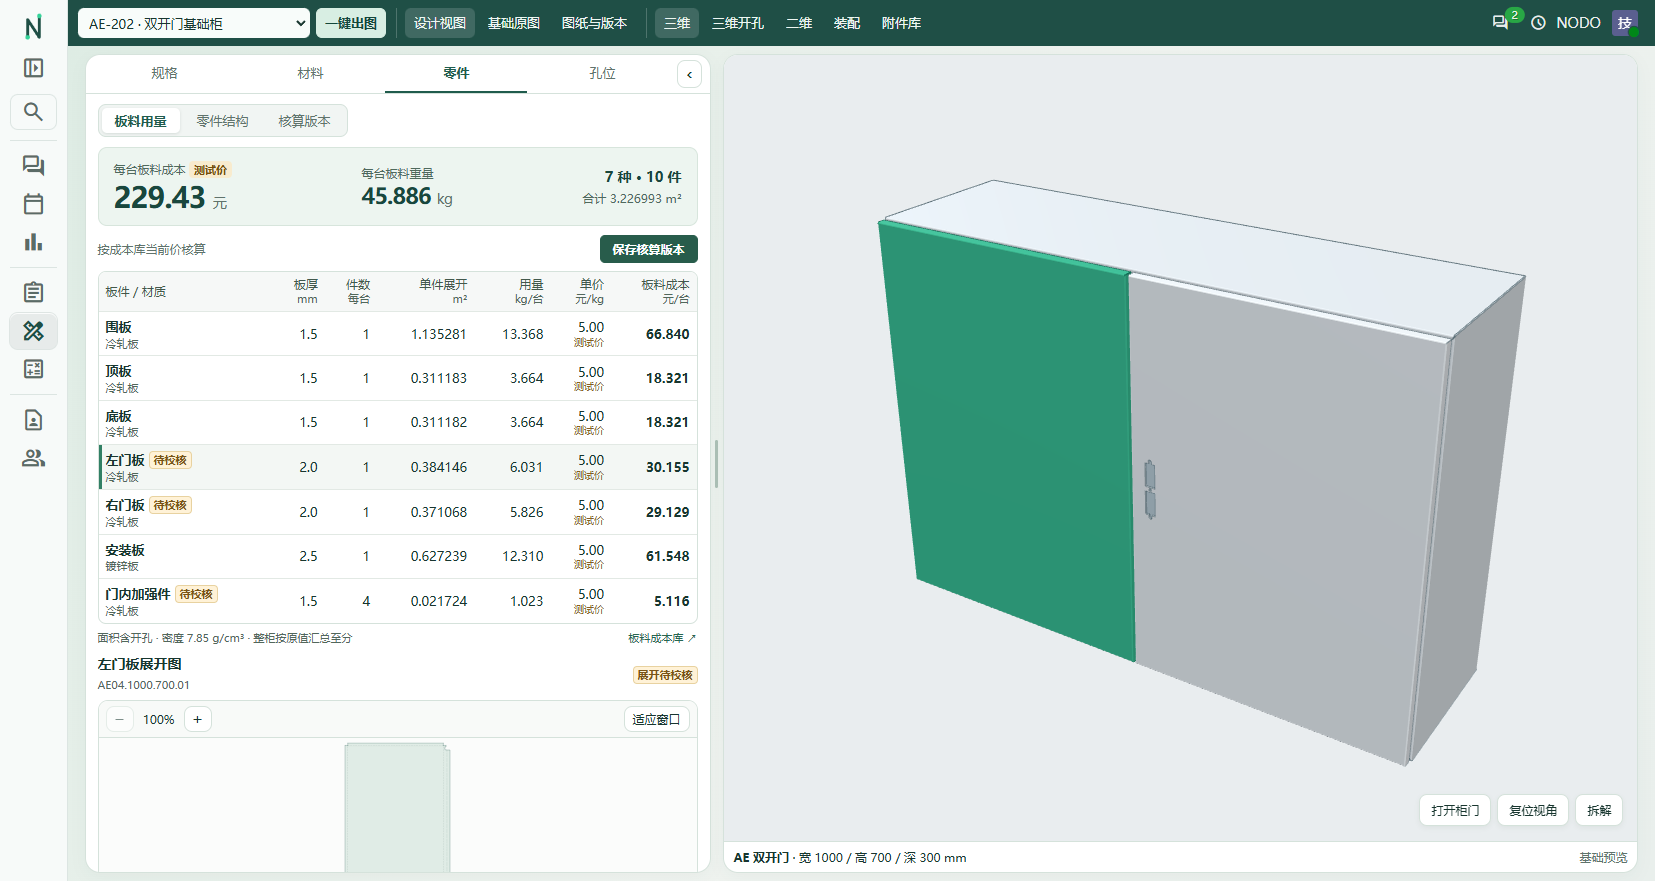 AE-202 · 双开门基础柜
一键出图
设计视图
基础原图
图纸与版本
三维
三维开孔
二维
装配
附件库
2
NODO
技
规格
材料
零件
孔位
板料用量
零件结构
核算版本
每台板料成本 测试价
229.43 元
每台板料重量
45.886 kg
7 种 • 10 件
合计 3.226993 m²
按成本库当前价核算
保存核算版本
板件 / 材质
板厚 mm
件数 每台
单件展开 m²
用量 kg/台
单价 元/kg
板料成本 元/台
围板 1.5 1 1.135281 13.368 5.00 66.840
冷轧板 测试价
顶板 1.5 1 0.311183 3.664 5.00 18.321
冷轧板 测试价
底板 1.5 1 0.311182 3.664 5.00 18.321
冷轧板 测试价
左门板 待校核 2.0 1 0.384146 6.031 5.00 30.155
冷轧板 测试价
右门板 待校核 2.0 1 0.371068 5.826 5.00 29.129
冷轧板 测试价
安装板 2.5 1 0.627239 12.310 5.00 61.548
镀锌板 测试价
门内加强件 待校核 1.5 4 0.021724 1.023 5.00 5.116
冷轧板 测试价
面积含开孔 · 密度 7.85 g/cm³ · 整柜按原值汇总至分
板料成本库 ↗
左门板展开图
AE04.1000.700.01
展开待校核
− 100% +
适应窗口
打开柜门
复位视角
拆解
AE 双开门 · 宽 1000 / 高 700 / 深 300 mm
基础预览